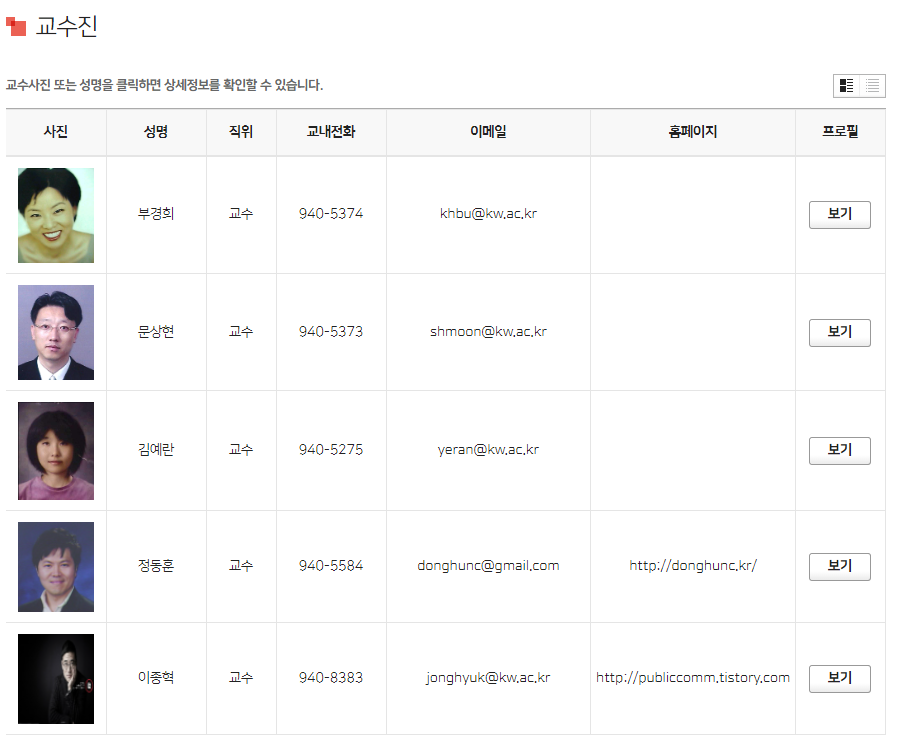 교수진
교수사진 또는 성명을 클릭하면 상세정보를 확인할 수 있습니다.
사진 성명 직위 교내전화 이메일 홈페이지 프로필
부경희 교수 940-5374 khbu@kw.ac.kr 보기
문상현 교수 940-5373 shmoon@kw.ac.kr 보기
김예란 교수 940-5275 yeran@kw.ac.kr 보기
정동훈 교수 940-5584 donghunc@gmail.com http://donghunc.kr/ 보기
이종혁 교수 940-8383 jonghyuk@kw.ac.kr http://publiccomm.tistory.com 보기